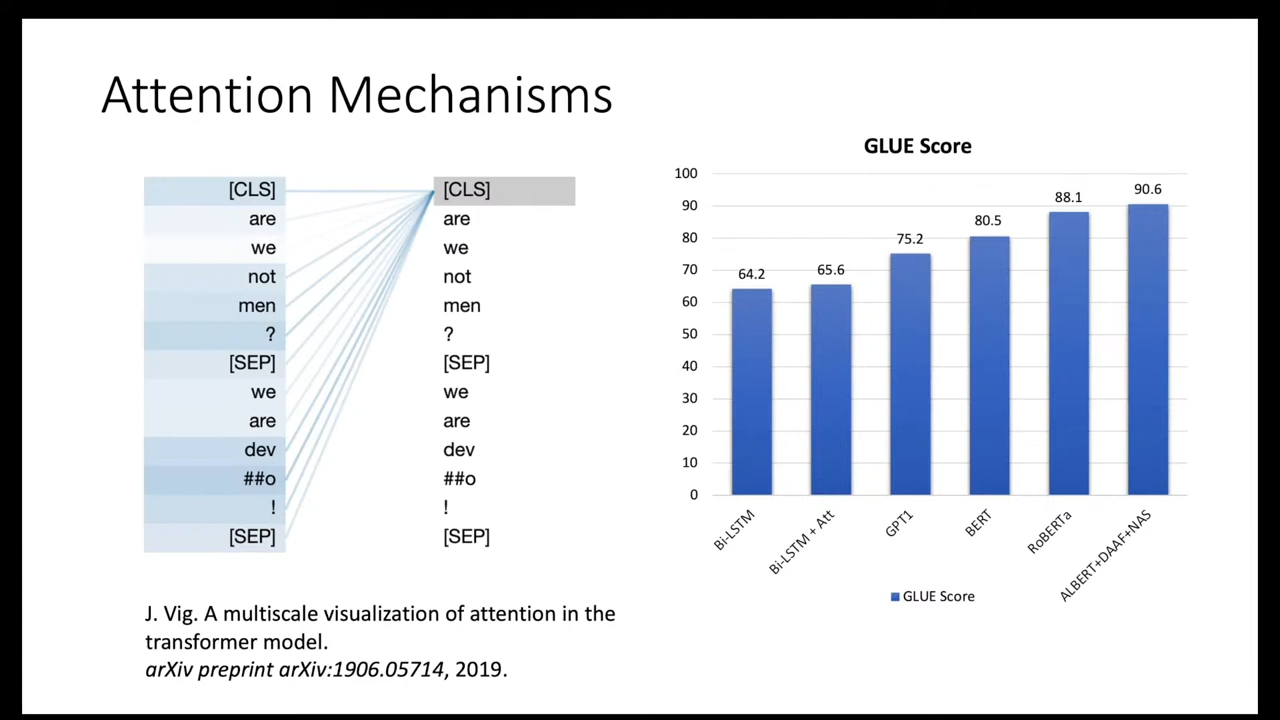 Attention Mechanisms
[CLS] [CLS]
are are
we we
not not
men men
? ?
[SEP] [SEP]
we we
are are
dev dev
##o ##o
! !
[SEP] [SEP]
J. Vig. A multiscale visualization of attention in the
transformer model.
arXiv preprint arXiv:1906.05714, 2019.
GLUE Score
100
90
80
70
60
50
40
30
20
10
0
64.2
65.6
75.2
80.5
88.1
90.6
Bi-LSTM
Bi-LSTM + Att
GPT1
BERT
RoBERTa
ALBERT+DAAF+NAS
GLUE Score